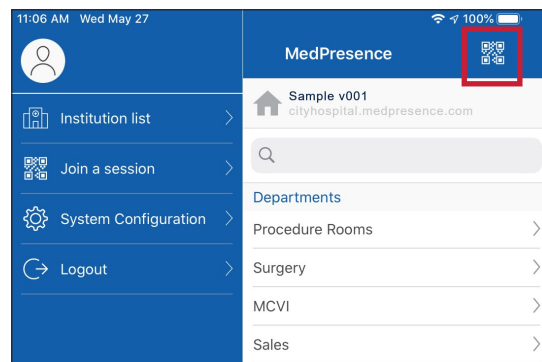 11:06 AM Wed May 27
100%
Institution list
Join a session
System Configuration
Logout
MedPresence
Sample v001
cityhospital.medpresence.com
Departments
Procedure Rooms
Surgery
MCVI
Sales